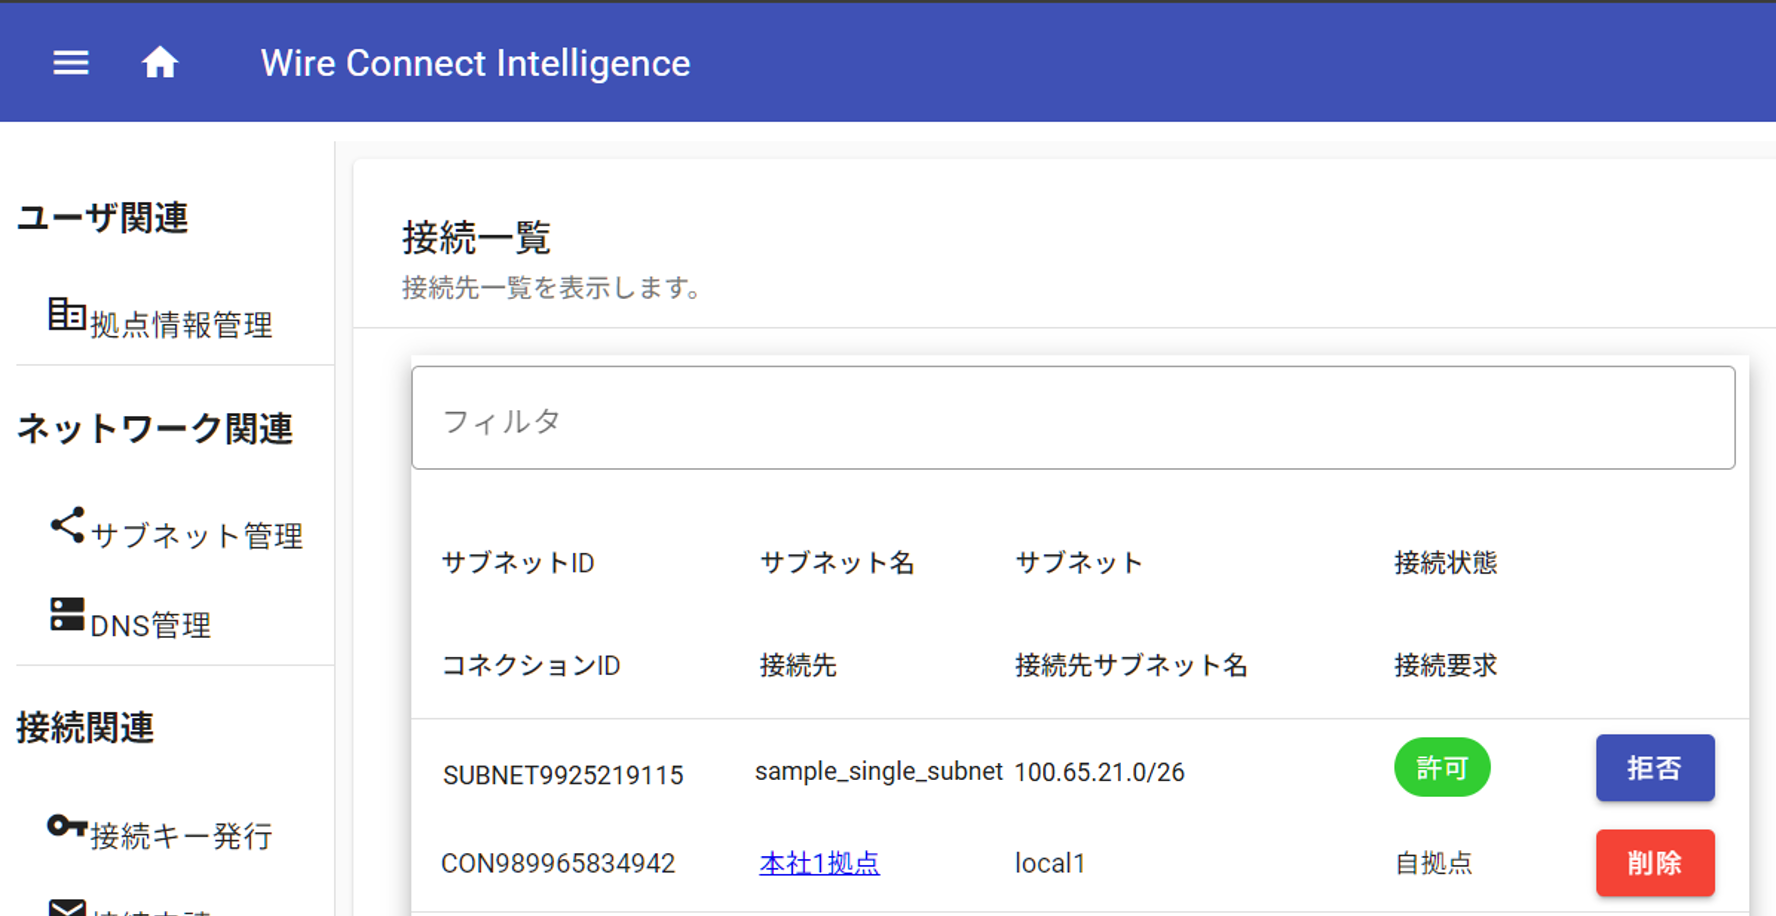 Wire Connect Intelligence
ユーザ関連
拠点情報管理
ネットワーク関連
サブネット管理
DNS管理
接続関連
接続キー発行
接続一覧
接続先一覧を表示します。
フィルタ
サブネットID サブネット名 サブネット 接続状態
コネクションID 接続先 接続先サブネット名 接続要求
SUBNET9925219115 sample_single_subnet 100.65.21.0/26 許可 拒否
CON989965834942 本社1拠点 local1 自拠点 削除